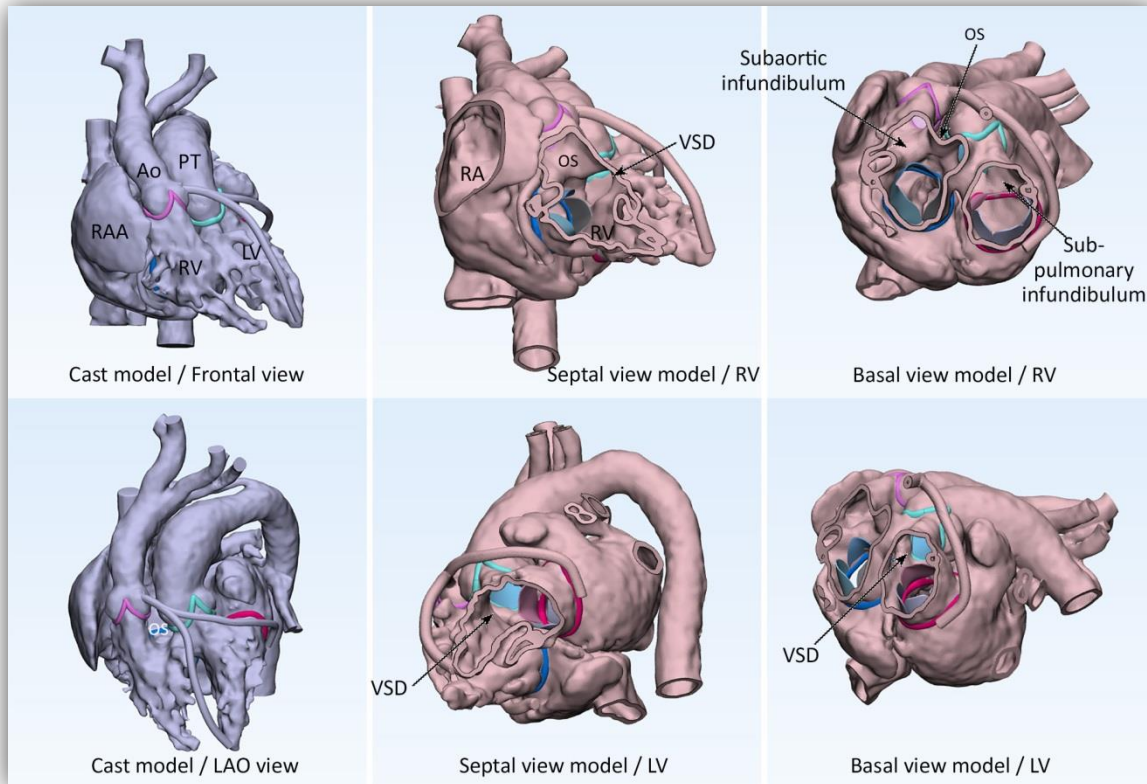 Ao
PT
RAA
RV
LV
Cast model / Frontal view
RA
OS
VSD
RV
Septal view model / RV
OS
Subaortic
infundibulum
Sub-
pulmonary
infundibulum
Basal view model / RV
OS
Cast model / LAO view
VSD
Septal view model / LV
VSD
Basal view model / LV